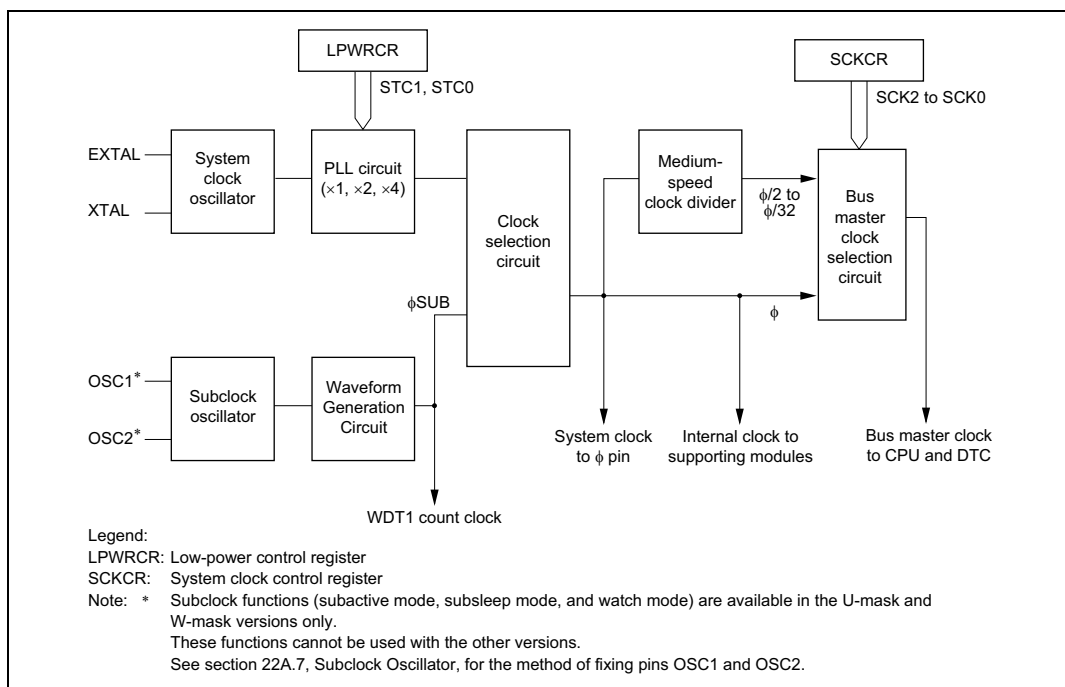 LPWRCR
SCKCR
STC1, STC0
SCK2 to SCK0
EXTAL
XTAL
System
clock
oscillator
PLL circuit
(×1, ×2, ×4)
Clock
selection
circuit
Medium-
speed
clock divider
ϕ/2 to
ϕ/32
Bus
master
clock
selection
circuit
ϕSUB
ϕ
OSC1*
OSC2*
Subclock
oscillator
Waveform
Generation
Circuit
System clock
to ϕ pin
Internal clock to
supporting modules
Bus master clock
to CPU and DTC
WDT1 count clock
Legend:
LPWRCR: Low-power control register
SCKCR: System clock control register
Note: * Subclock functions (subactive mode, subsleep mode, and watch mode) are available in the U-mask and
W-mask versions only.
These functions cannot be used with the other versions.
See section 22A.7, Subclock Oscillator, for the method of fixing pins OSC1 and OSC2.